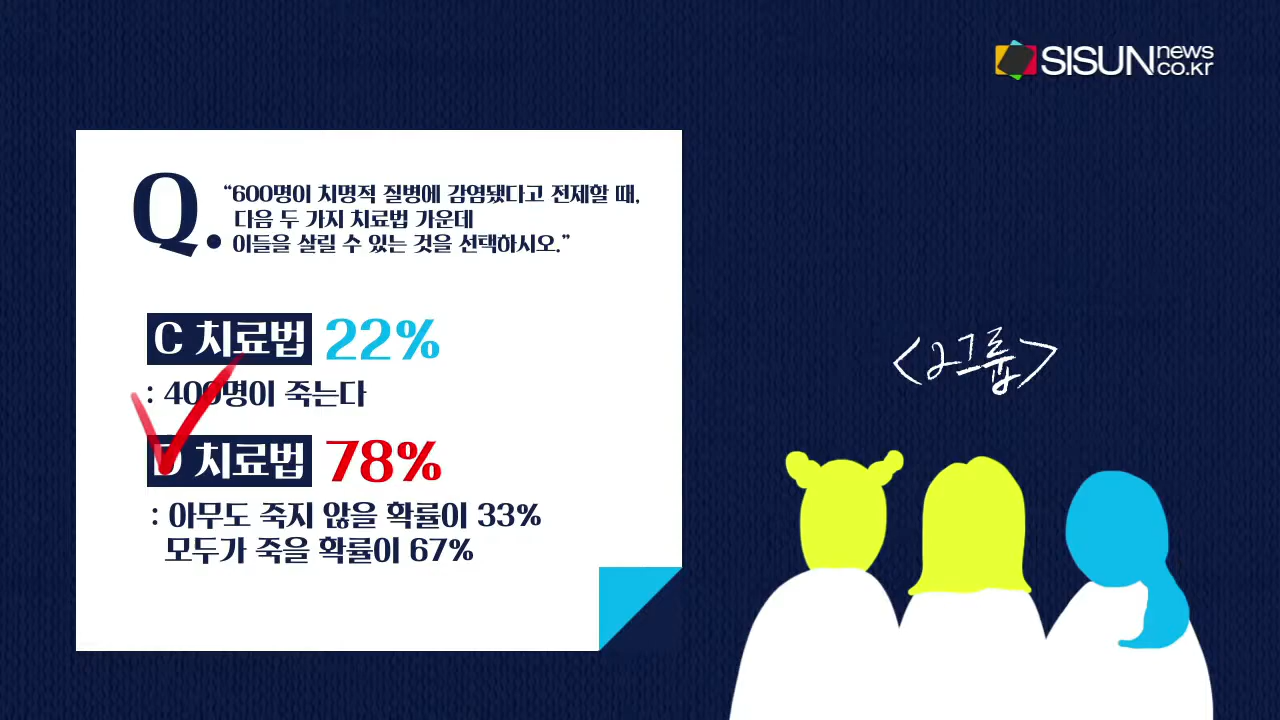 SISUN news
co.kr
Q. “600명이 치명적 질병에 감염됐다고 전제할 때,
다음 두 가지 치료법 가운데
이들을 살릴 수 있는 것을 선택하시오.”
C 치료법 22%
: 400명이 죽는다
D 치료법 78%
: 아무도 죽지 않을 확률이 33%
모두가 죽을 확률이 67%
<2그룹>